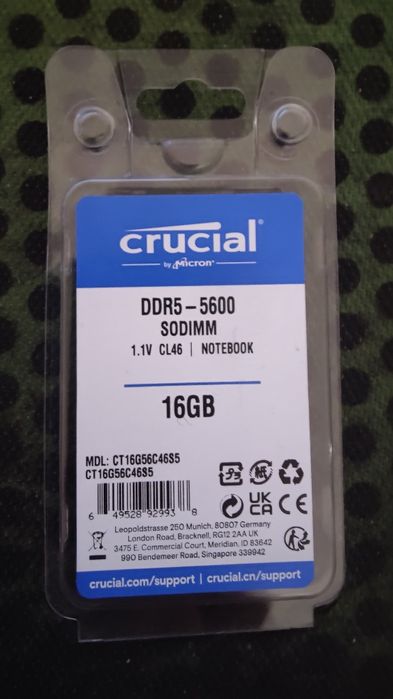 crucial®
by Micron®
DDR5-5600
SODIMM
1.1V CL46 | NOTEBOOK
16GB
MDL: CT16G56C46S5
CT16G56C46S5
6 49528 92993 8
UK
CA
CE
Leopoldstrasse 250 Munich, 80807 Germany
London Road, Bracknell, RG12 2AA UK
3475 E. Commercial Court, Meridian, ID 83642
990 Bendemeer Road, Singapore 339942
crucial.com/support | crucial.cn/support